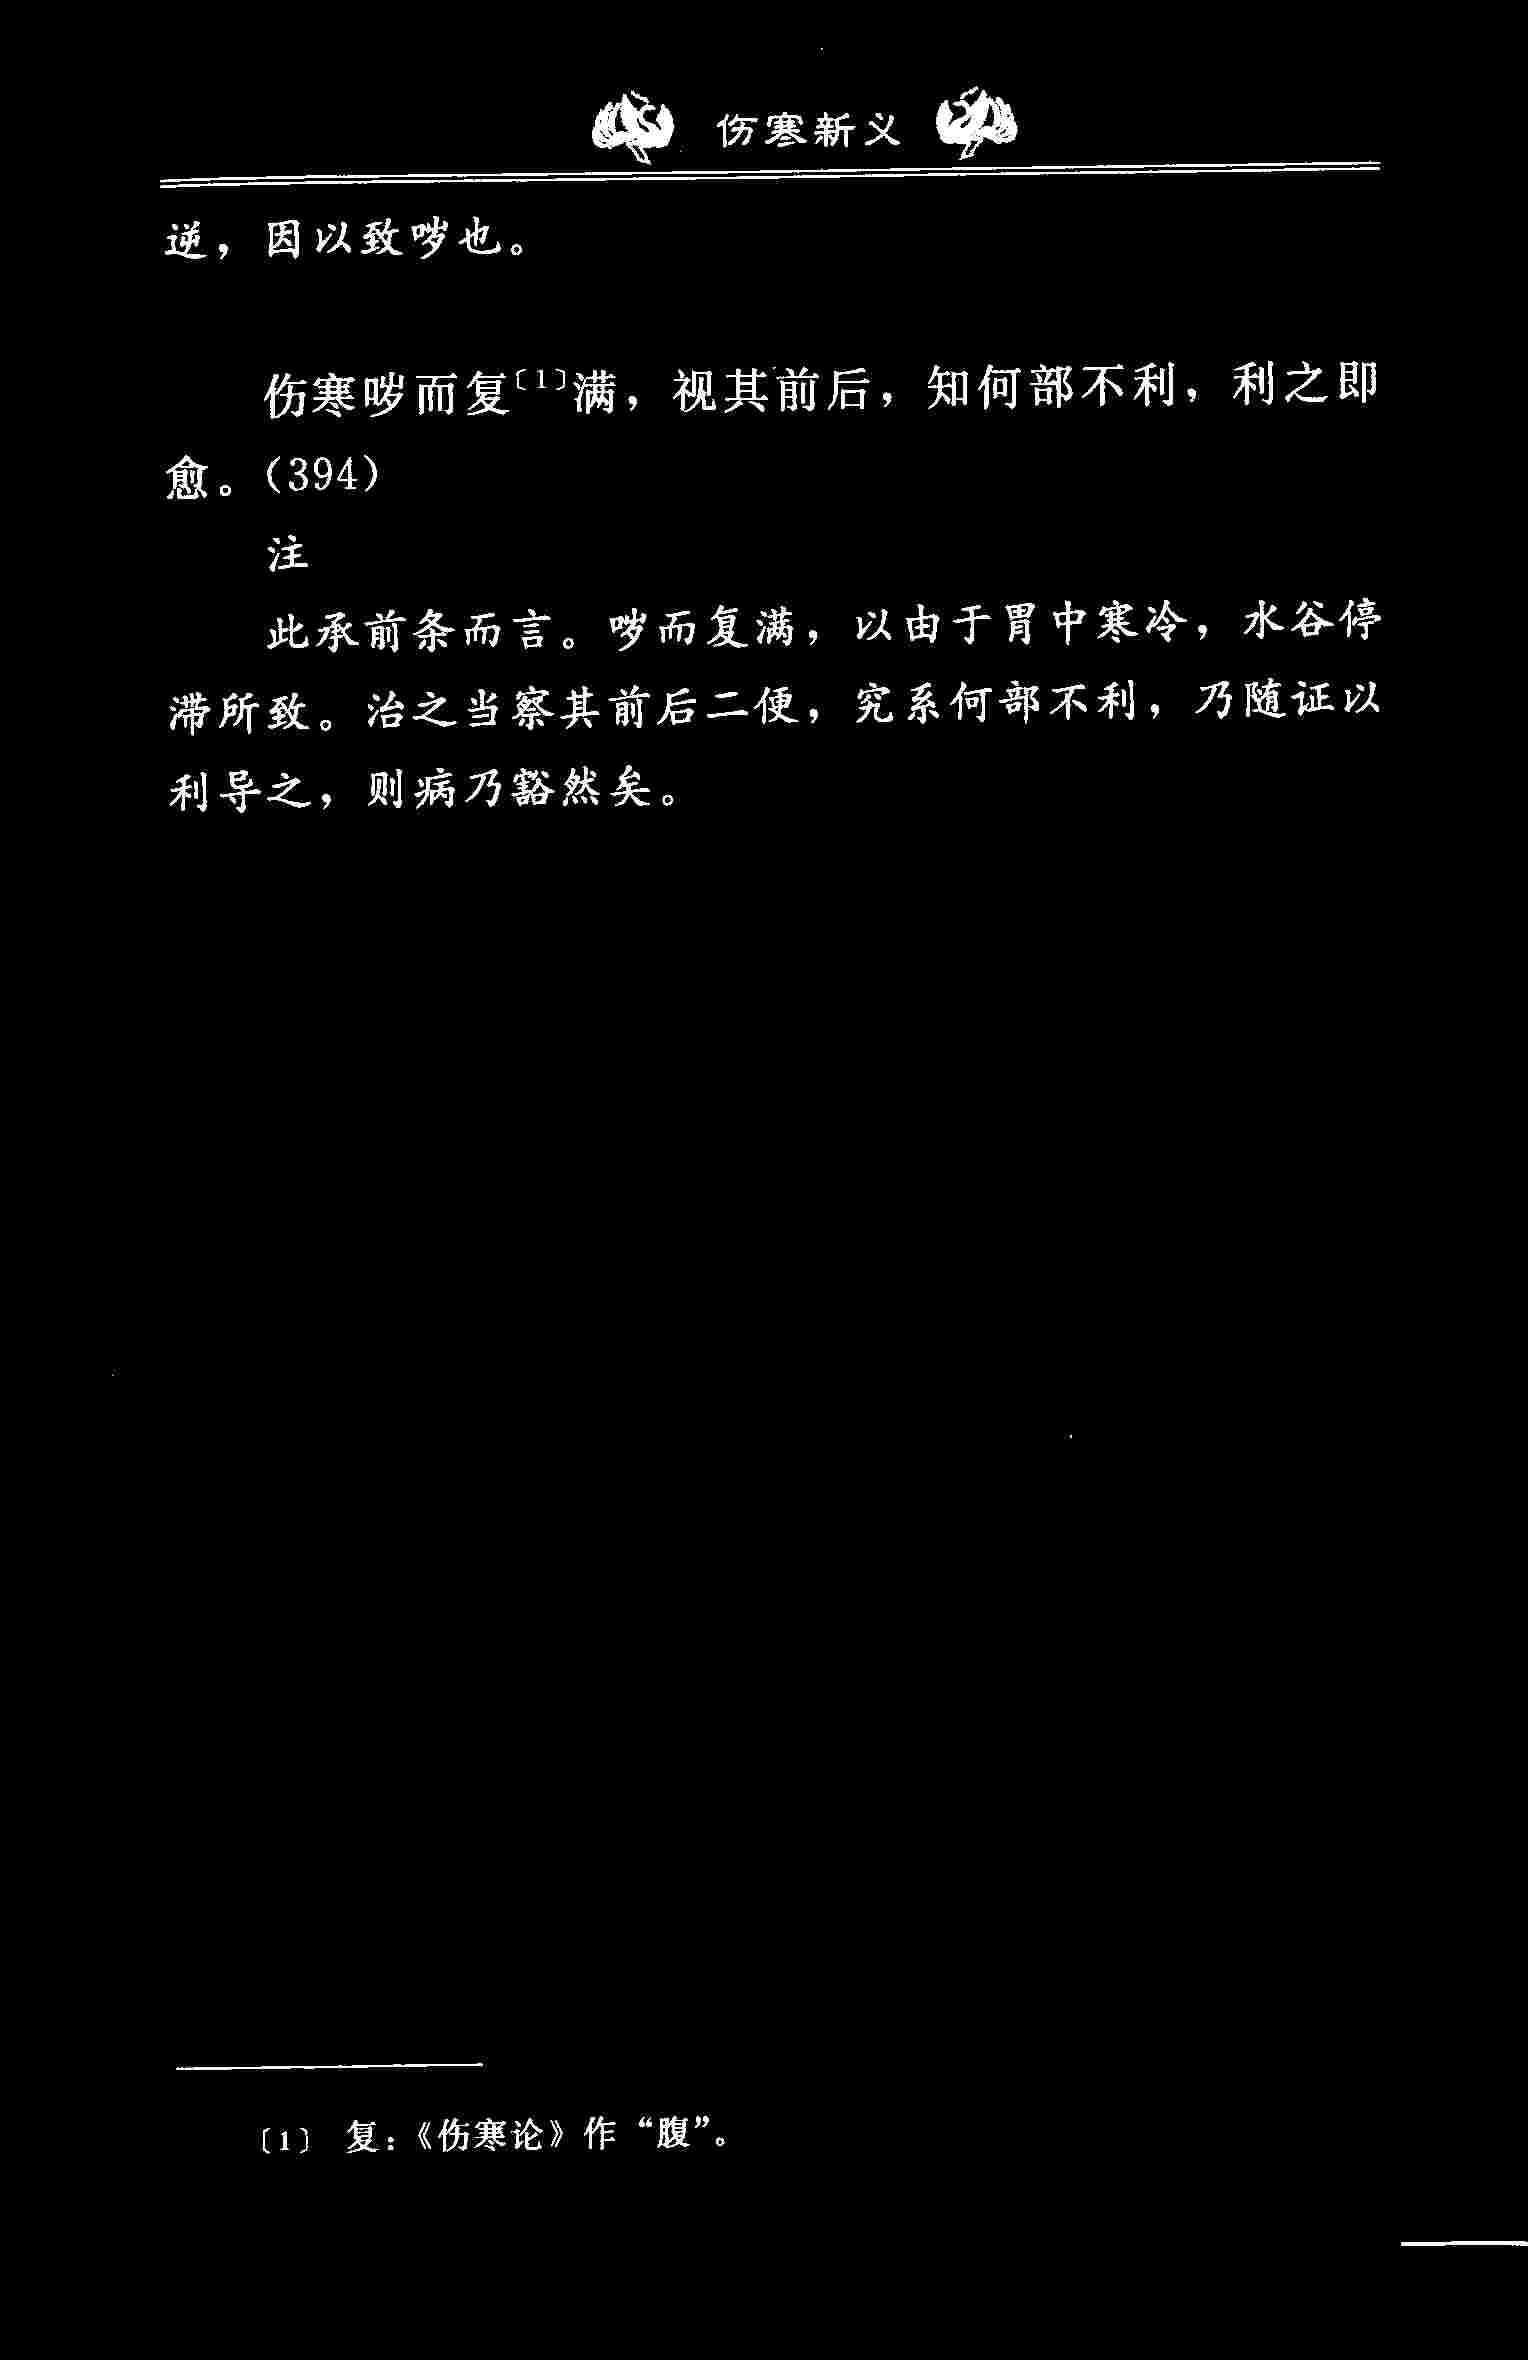 伤寒新义
逆，因以致哕也。
伤寒哕而复〔1〕满，视其前后，知何部不利，利之即
愈。(394)
注
此承前条而言。哕而复满，以由于胃中寒冷，水谷停
滞所致。治之当察其前后二便，究系何部不利，乃随证以
利导之，则病乃豁然矣。
〔1〕 复：《伤寒论》作“腹”。